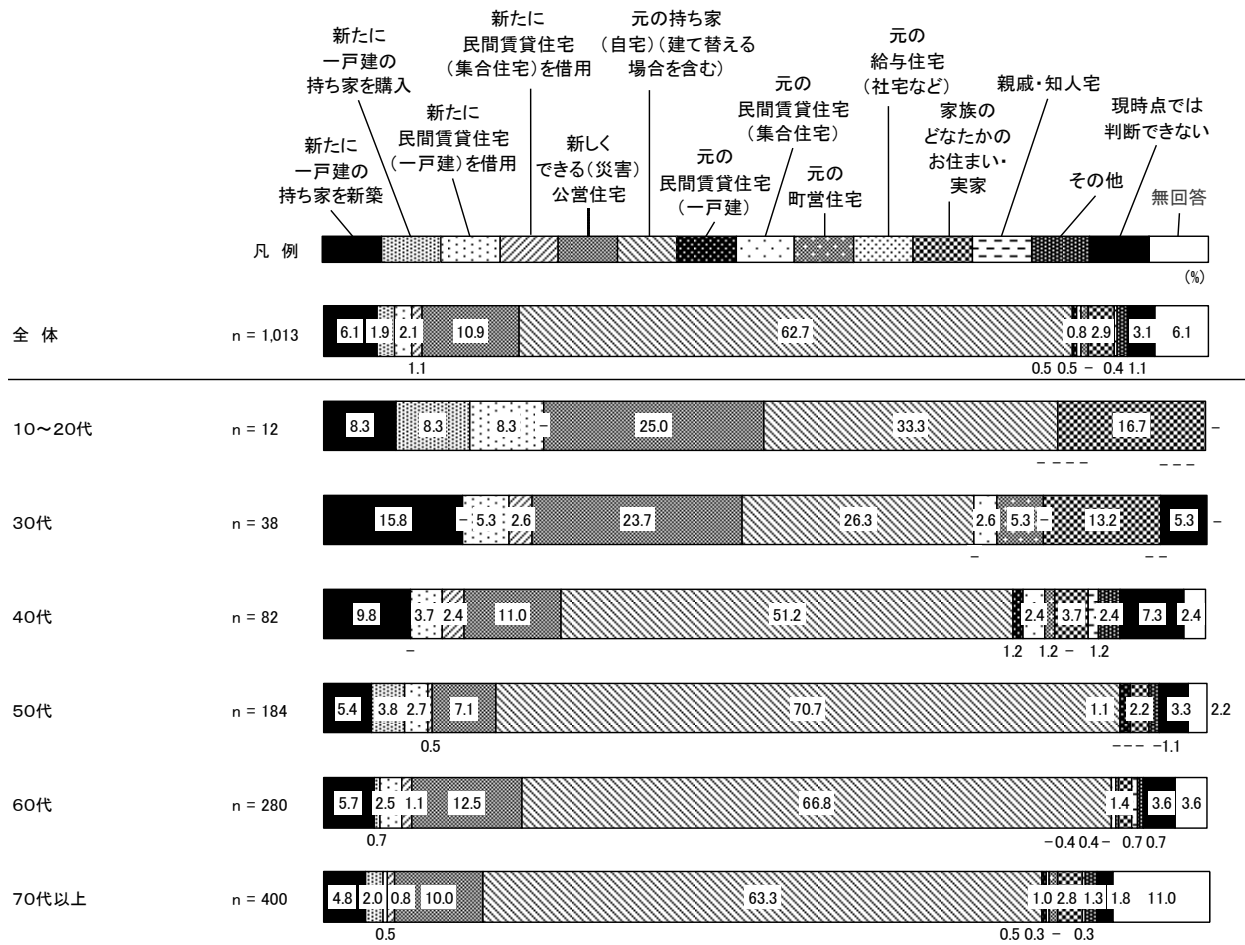 新たに
一戸建の
持ち家を新築
新たに
一戸建の
持ち家を購入
新たに
民間賃貸住宅
（一戸建）を借用
新たに
民間賃貸住宅
（集合住宅）を借用
新しく
できる（災害）
公営住宅
元の持ち家
（自宅）（建て替える
場合を含む）
元の
民間賃貸住宅
（一戸建）
元の
民間賃貸住宅
（集合住宅）
元の
町営住宅
元の
給与住宅
（社宅など）
家族の
どなたかの
お住まい・
実家
親戚・知人宅
その他
現時点では
判断できない
無回答
凡 例
(%)
全 体 n = 1,013 6.1 1.9 2.1 10.9 62.7 0.8 2.9 3.1 6.1
1.1 0.5 0.5 － 0.4 1.1
10～20代 n = 12 8.3 8.3 8.3 － 25.0 33.3 16.7 －
－ － － － － － －
30代 n = 38 15.8 － 5.3 2.6 23.7 26.3 2.6 5.3 － 13.2 5.3 －
－ － －
40代 n = 82 9.8 3.7 2.4 11.0 51.2 2.4 3.7 2.4 7.3 2.4
－ 1.2 1.2 － 1.2
50代 n = 184 5.4 3.8 2.7 7.1 70.7 1.1 2.2 3.3 2.2
0.5 － － － －1.1
60代 n = 280 5.7 2.5 1.1 12.5 66.8 1.4 3.6 3.6
0.7 －0.4 0.4－ 0.7 0.7
70代以上 n = 400 4.8 2.0 0.8 10.0 63.3 1.0 2.8 1.3 1.8 11.0
0.5 0.5 0.3 － 0.3